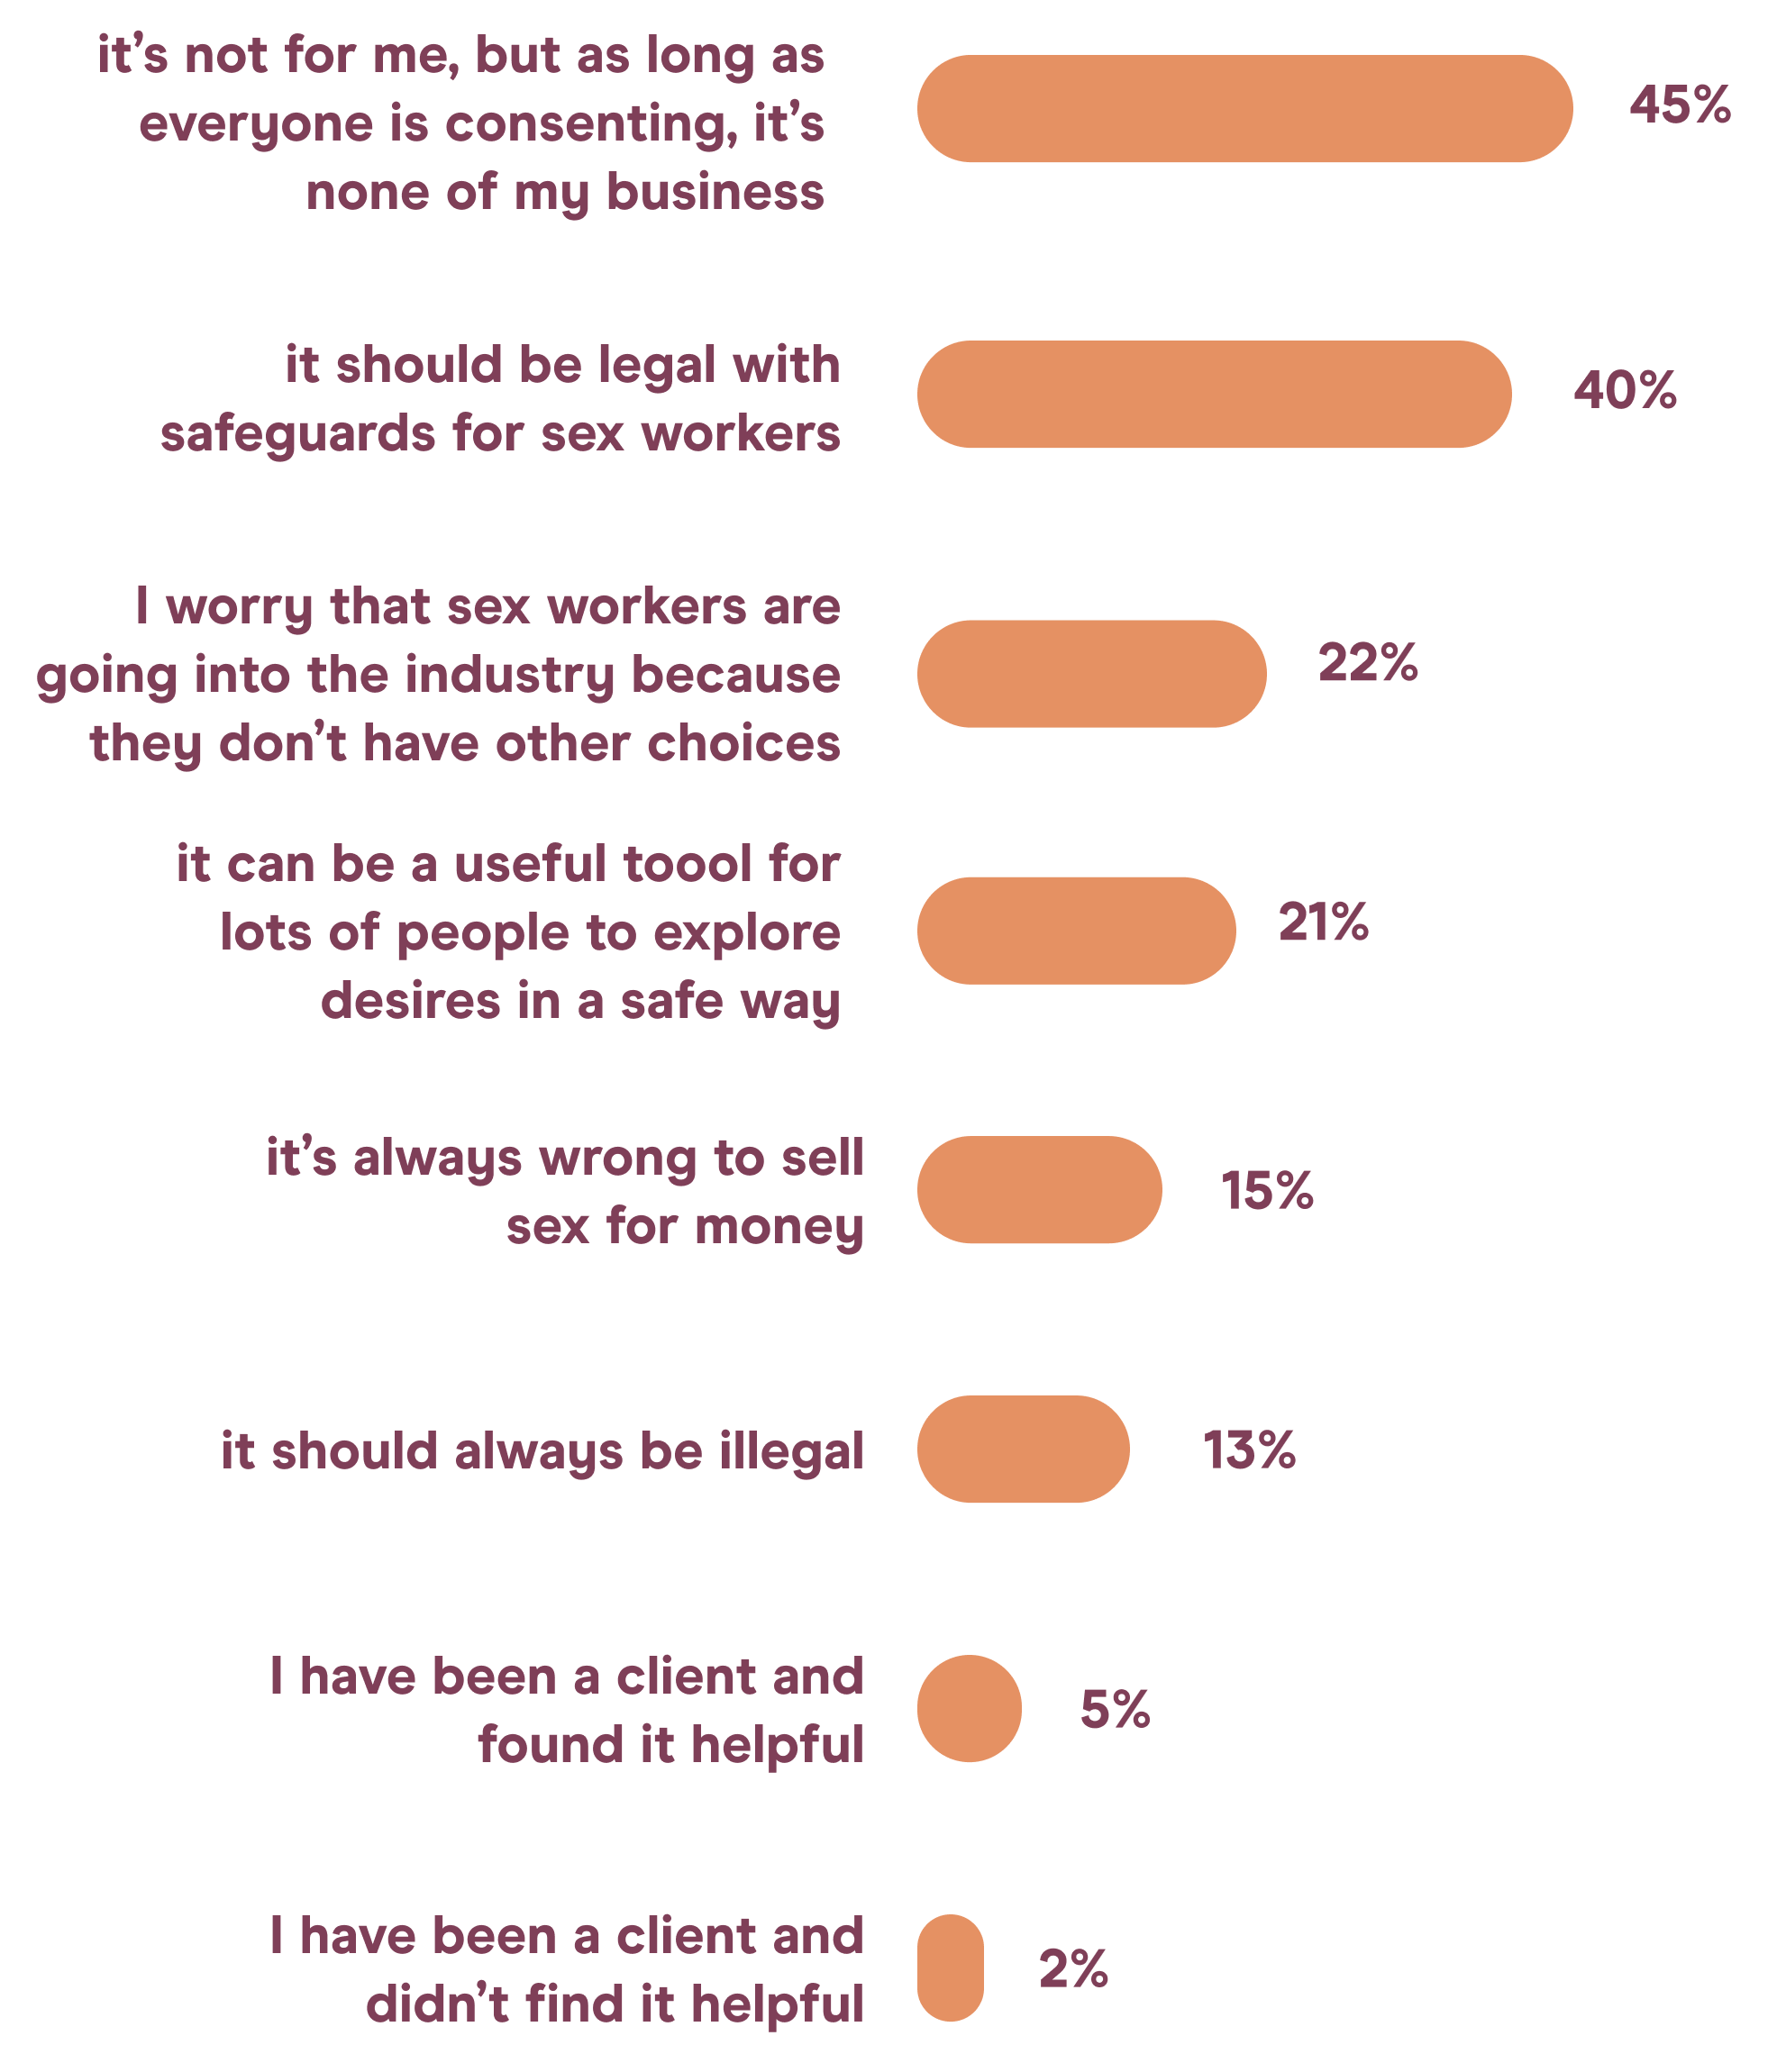 it’s not for me, but as long as
everyone is consenting, it’s
none of my business
45%
it should be legal with
safeguards for sex workers
40%
I worry that sex workers are
going into the industry because
they don’t have other choices
22%
it can be a useful toool for
lots of people to explore
desires in a safe way
21%
it’s always wrong to sell
sex for money
15%
it should always be illegal
13%
I have been a client and
found it helpful
5%
I have been a client and
didn’t find it helpful
2%